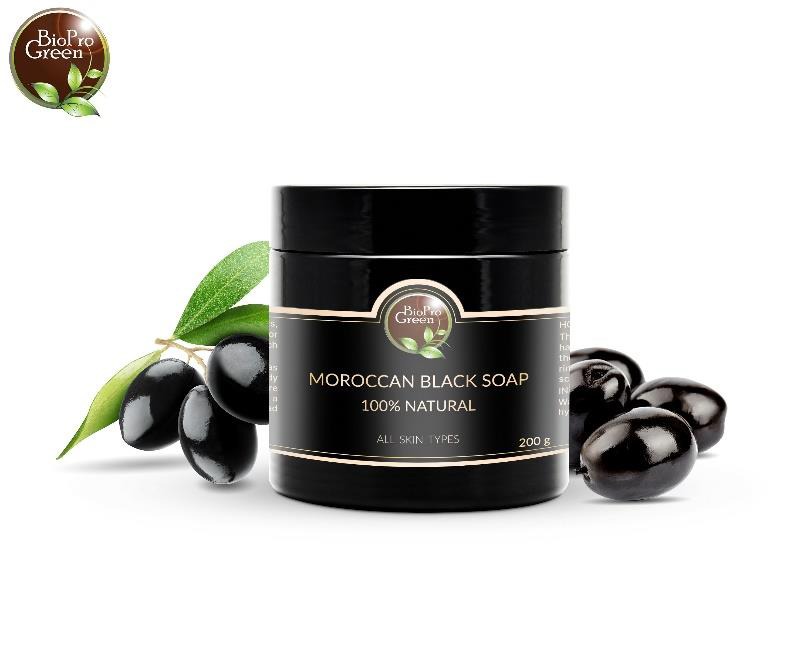 BioPro
Green
BioPro
Green
MOROCCAN BLACK SOAP
100% NATURAL
ALL SKIN TYPES
200 g